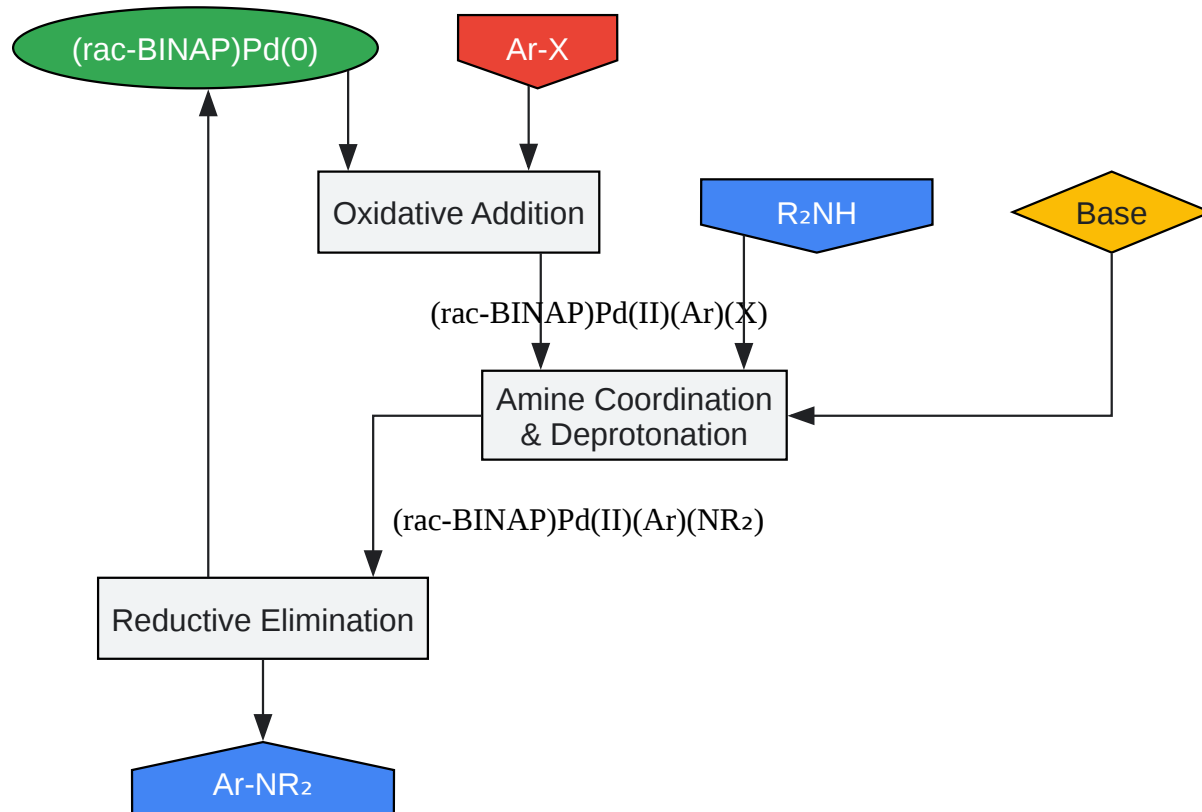 (rac-BINAP)Pd(0)
Ar-X
Oxidative Addition
R₂NH
Base
(rac-BINAP)Pd(II)(Ar)(X)
Amine Coordination
& Deprotonation
(rac-BINAP)Pd(II)(Ar)(NR₂)
Reductive Elimination
Ar-NR₂